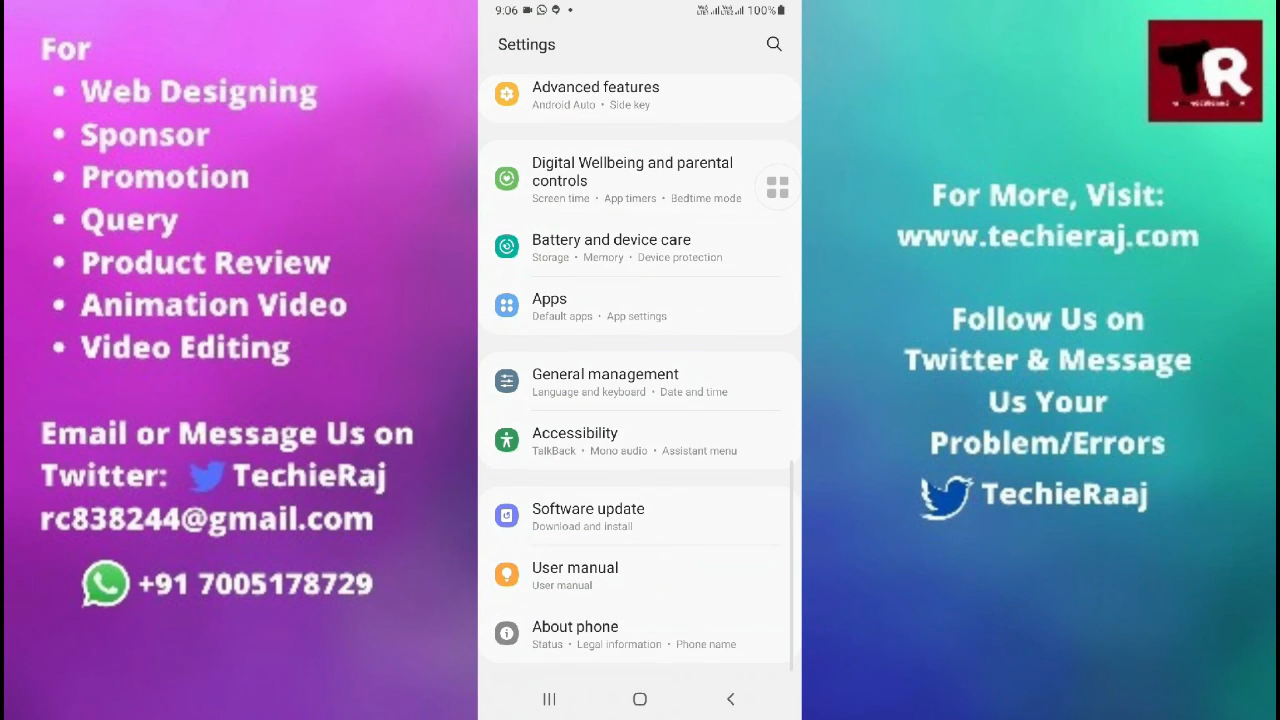 For
• Web Designing
• Sponsor
• Promotion
• Query
• Product Review
• Animation Video
• Video Editing
Email or Message Us on
Twitter: TechieRaj
rc838244@gmail.com
+91 7005178729
9:06
100%
Settings
Advanced features
Android Auto • Side key
Digital Wellbeing and parental
controls
Screen time • App timers • Bedtime mode
Battery and device care
Storage • Memory • Device protection
Apps
Default apps • App settings
General management
Language and keyboard • Date and time
Accessibility
TalkBack • Mono audio • Assistant menu
Software update
Download and install
User manual
User manual
About phone
Status • Legal information • Phone name
TR
For More, Visit:
www.techieraj.com
Follow Us on
Twitter & Message
Us Your
Problem/Errors
TechieRaaj